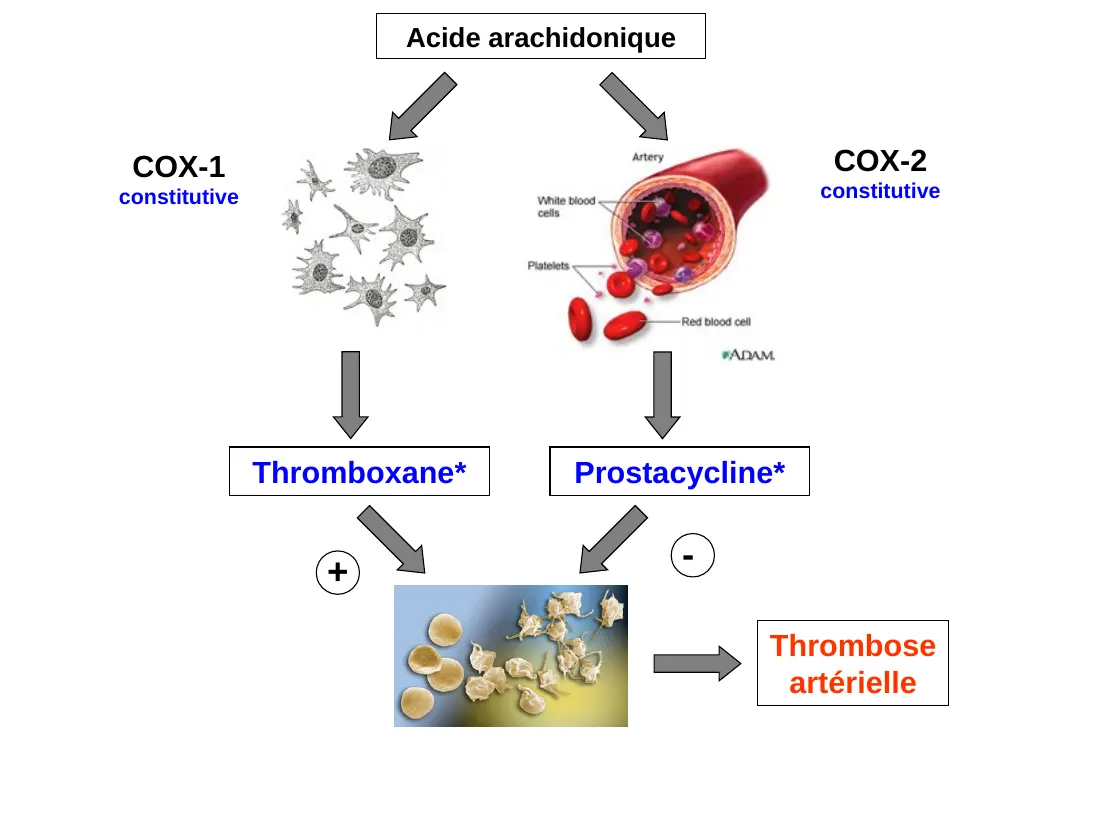 Acide arachidonique
COX-1
constitutive
Artery
White blood
cells
Platelets
Red blood cell
ADAM.
COX-2
constitutive
Thromboxane*
Prostacycline*
+
-
Thrombose
artérielle